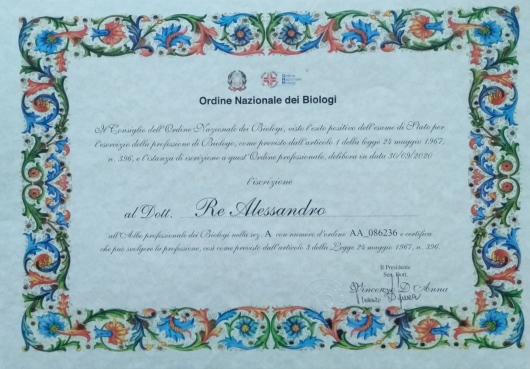 Ordine Nazionale dei Biologi
Il Consiglio dell'Ordine Nazionale dei Biologi, visto l'esito positivo dell'esame di Stato per
l'esercizio della professione di Biologo, come previsto dall'articolo 1 della legge 24 maggio 1967,
n. 396, e l'istanza di iscrizione a quest'Ordine professionale, delibera in data 30/09/2020
l'iscrizione
al Dott. Re Alessandro
all'Albo professionale dei Biologi nella sez. A con numero d'ordine AA_086236 e certifica
che può svolgere la professione, così come previsto dall'articolo 3 della Legge 24 maggio 1967, n. 396.
Il Presidente
Sen. Dott.
Vincenzo D'Anna